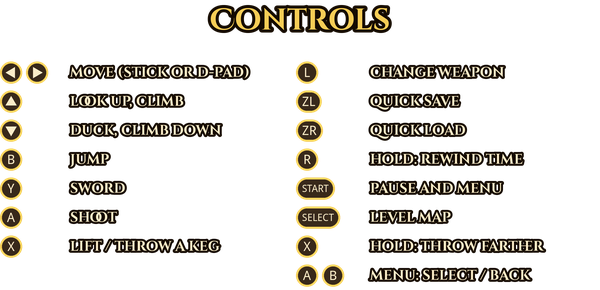 CONTROLS
MOVE (STICK OR D-PAD)
LOOK UP, CLIMB
DUCK, CLIMB DOWN
B JUMP
Y SWORD
A SHOOT
X LIFT / THROW A KEG
L CHANGE WEAPON
ZL QUICK SAVE
ZR QUICK LOAD
R HOLD: REWIND TIME
START PAUSE AND MENU
SELECT LEVEL MAP
X HOLD: THROW FARTHER
A B MENU: SELECT / BACK